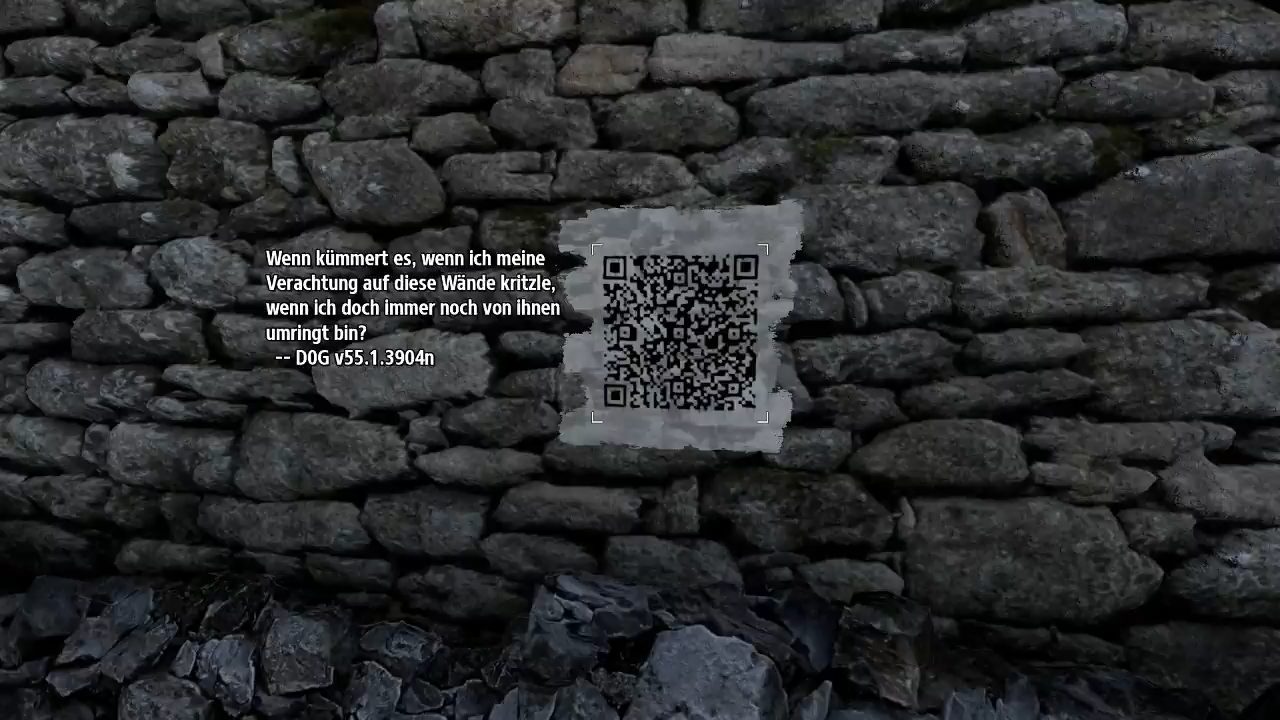 Wenn kümmert es, wenn ich meine
Verachtung auf diese Wände kritzle,
wenn ich doch immer noch von ihnen
umringt bin?
-- D0G v55.1.3904n